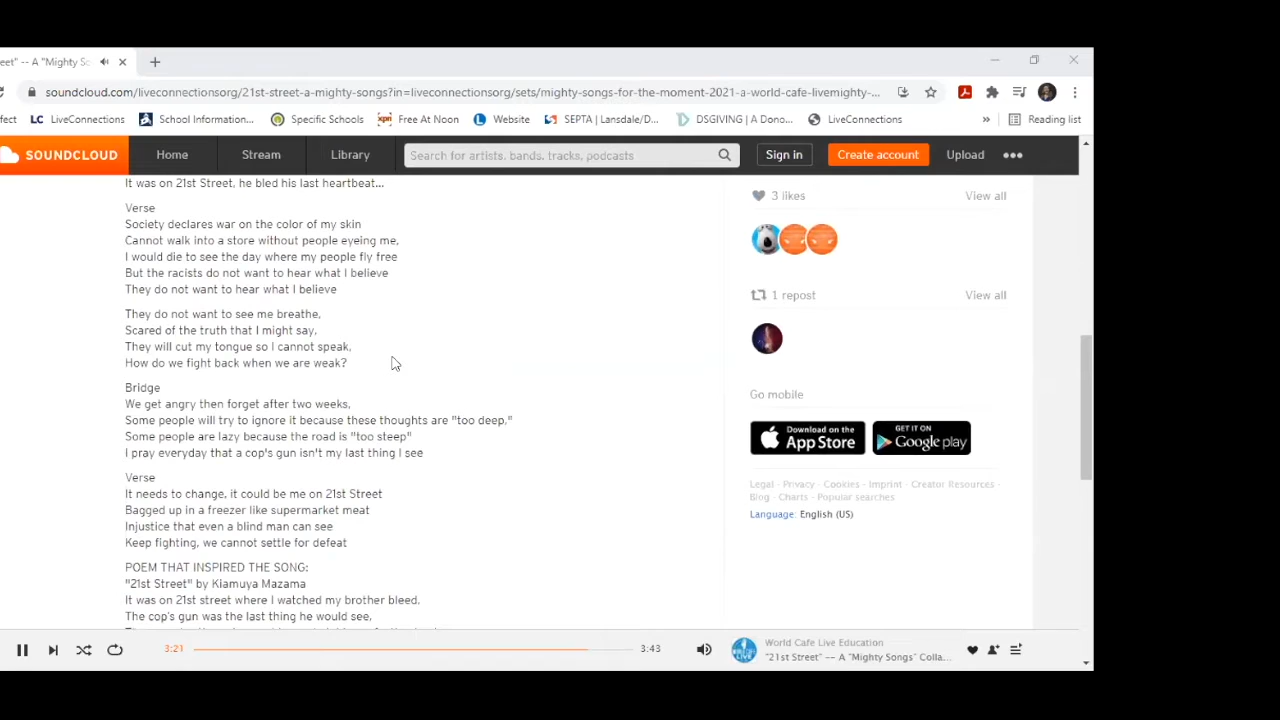 eet" -- A "Mighty Sc
soundcloud.com/liveconnectionsorg/21st-street-a-mighty-songs?in=liveconnectionsorg/sets/mighty-songs-for-the-moment-2021-a-world-cafe-livemighty-...
fect LiveConnections School Information... Specific Schools Free At Noon Website SEPTA | Lansdale/D... DSGIVING | A Dono... LiveConnections » Reading list
SOUNDCLOUD Home Stream Library Search for artists, bands, tracks, podcasts Sign in Create account Upload
It was on 21st Street, he bled his last heartbeat...
Verse
Society declares war on the color of my skin
Cannot walk into a store without people eyeing me,
I would die to see the day where my people fly free
But the racists do not want to hear what I believe
They do not want to hear what I believe
They do not want to see me breathe,
Scared of the truth that I might say,
They will cut my tongue so I cannot speak,
How do we fight back when we are weak?
Bridge
We get angry then forget after two weeks,
Some people will try to ignore it because these thoughts are "too deep,"
Some people are lazy because the road is "too steep"
I pray everyday that a cop's gun isn't my last thing I see
Verse
It needs to change, it could be me on 21st Street
Bagged up in a freezer like supermarket meat
Injustice that even a blind man can see
Keep fighting, we cannot settle for defeat
POEM THAT INSPIRED THE SONG:
"21st Street" by Kiamuya Mazama
It was on 21st street where I watched my brother bleed.
The cop's gun was the last thing he would see,
3 likes View all
1 repost View all
Go mobile
Download on the App Store
GET IT ON Google play
Legal - Privacy - Cookies - Imprint - Creator Resources -
Blog - Charts - Popular searches
Language: English (US)
3:21 3:43
World Cafe Live Education
"21st Street" -- A "Mighty Songs" Colla...